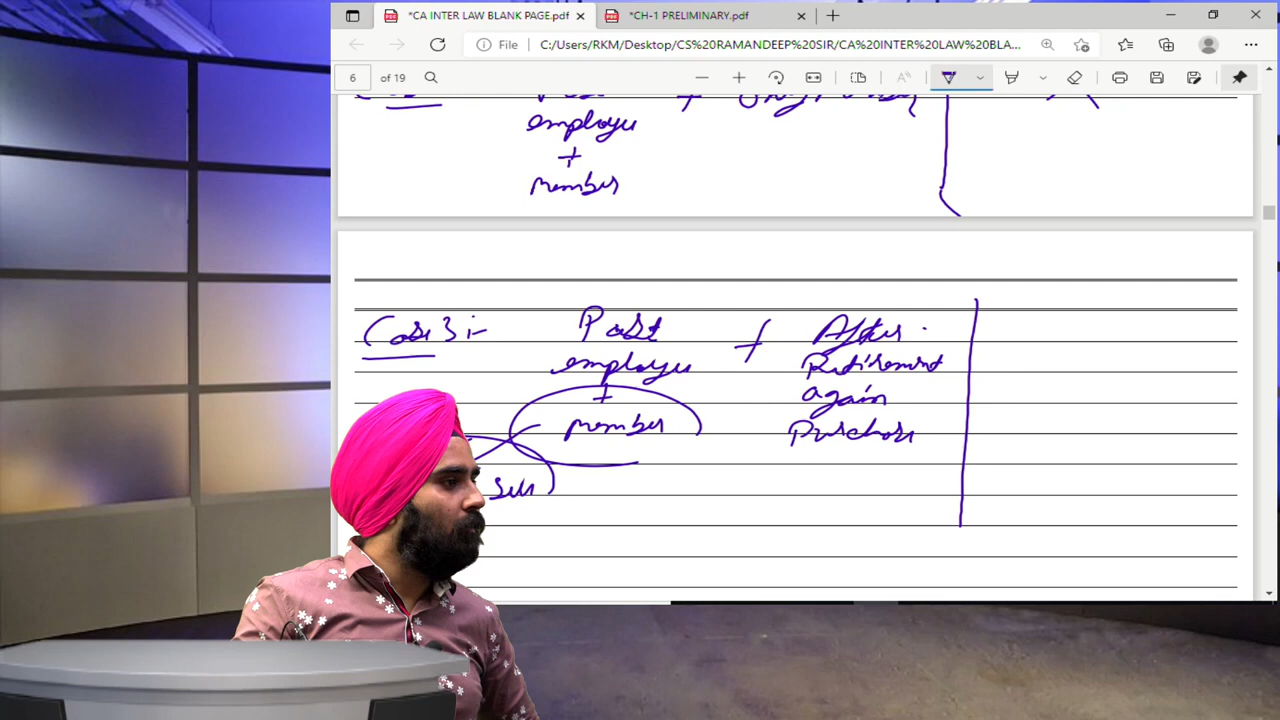 *CA INTER LAW BLANK PAGE.pdf
*CH-1 PRELIMINARY.pdf
File C:/Users/RKM/Desktop/CS%20RAMANDEEP%20SIR/CA%20INTER%20LAW%20BLA...
6 of 19
employee
+
member
Case 3:- Past + After
employee Retirement
+ again
member Purchase
Sell